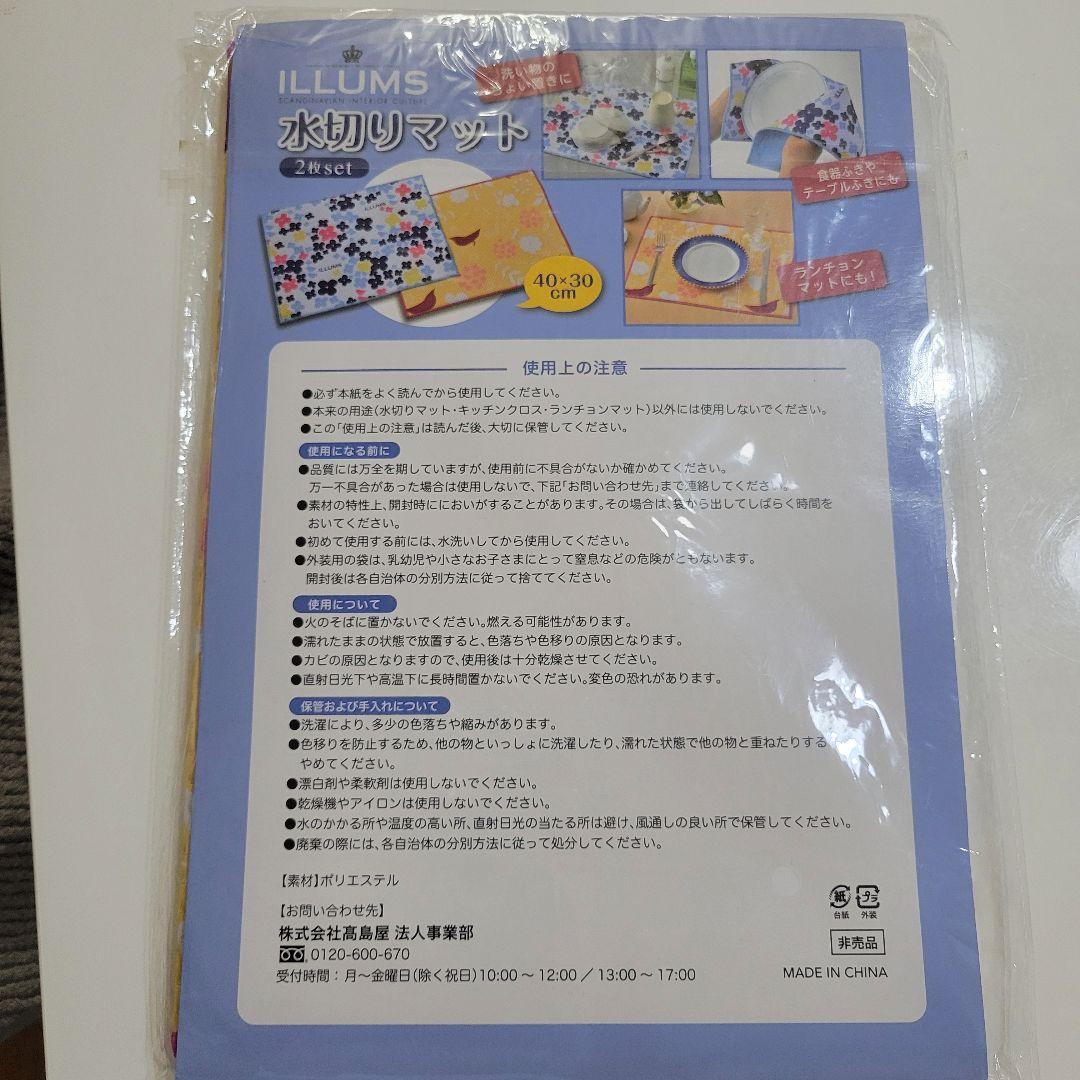 ILLUMS
SCANDINAVIAN INTERIOR CULTURE
水切りマット
2枚set
洗い物の
ちょい置きに
食器ふきや
テーブルふきにも
ILLUMS
ILLUMS
40×30
cm
ランチョン
マットにも!
使用上の注意
●必ず本紙をよく読んでから使用してください。
●本来の用途(水切りマット・キッチンクロス・ランチョンマット)以外には使用しないでください。
●この「使用上の注意」は読んだ後、大切に保管してください。
使用になる前に
●品質には万全を期していますが、使用前に不具合がないか確かめてください。
万一不具合があった場合は使用しないで、下記「お問い合わせ先」まで連絡してください。
●素材の特性上、開封時ににおいがすることがあります。その場合は、袋から出してしばらく時間を
おいてください。
●初めて使用する前には、水洗いしてから使用してください。
●外装用の袋は、乳幼児や小さなお子さまにとって窒息などの危険がともないます。
開封後は各自治体の分別方法に従って捨ててください。
使用について
●火のそばに置かないでください。燃える可能性があります。
●濡れたままの状態で放置すると、色落ちや色移りの原因となります。
●カビの原因となりますので、使用後は十分乾燥させてください。
●直射日光下や高温下に長時間置かないでください。変色の恐れがあります。
保管および手入れについて
●洗濯により、多少の色落ちや縮みがあります。
●色移りを防止するため、他の物といっしょに洗濯したり、濡れた状態で他の物と重ねたりする
やめてください。
●漂白剤や柔軟剤は使用しないでください。
●乾燥機やアイロンは使用しないでください。
●水のかかる所や温度の高い所、直射日光の当たる所は避け、風通しの良い所で保管してください。
●廃棄の際には、各自治体の分別方法に従って処分してください。
【素材】ポリエステル
【お問い合わせ先】
株式会社髙島屋 法人事業部
0120-600-670
受付時間:月~金曜日(除く祝日)10:00~12:00/13:00~17:00
紙 プラ
台紙 外装
非売品
MADE IN CHINA